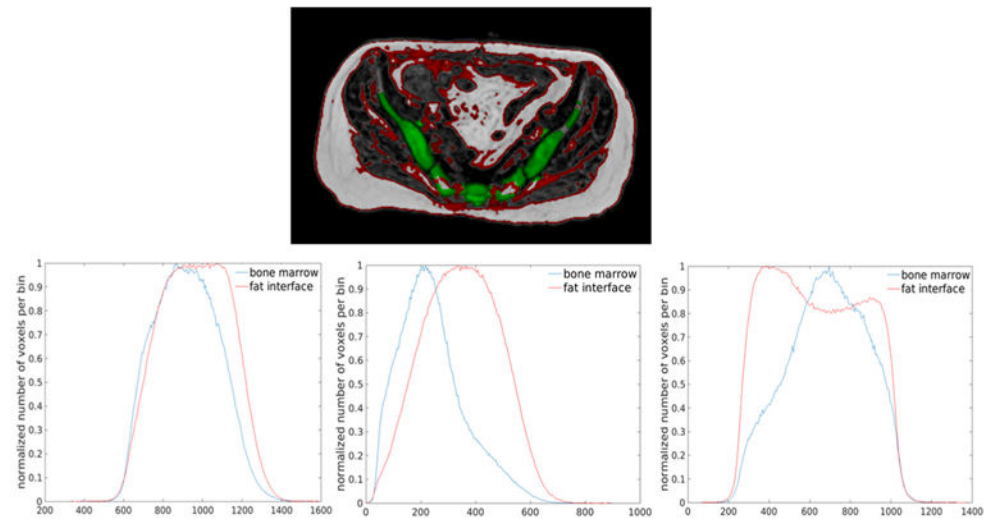 normalized number of voxels per bin
1
0.9
0.8
0.7
0.6
0.5
0.4
0.3
0.2
0.1
0
200 400 600 800 1000 1200 1400 1600
bone marrow
fat interface
normalized number of voxels per bin
1
0.9
0.8
0.7
0.6
0.5
0.4
0.3
0.2
0.1
0
0 200 400 600 800 1000
bone marrow
fat interface
normalized number of voxels per bin
1
0.9
0.8
0.7
0.6
0.5
0.4
0.3
0.2
0.1
0
0 200 400 600 800 1000 1200 1400
bone marrow
fat interface